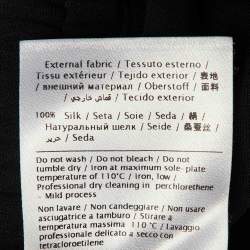 External fabric / Tessuto esterno /
Tissu extérieur / Tejido exterior / 表地
/ внешний материал / Oberstoff / 面料
/ قماش خارجي / Tecido exterior
100% Silk / Seta / Soie / Seda / 絹 /
Натуральный шелк / Seide / 桑蚕丝 /
حرير / Seda
Do not wash / Do not bleach / Do not
tumble dry / Iron at maximum sole-plate
temperature of 110°C / Iron, low /
Professional dry cleaning in perchlorethene
- Mild process
Non lavare / Non candeggiare / Non usare
asciugatrice a tamburo / Stirare a
temperatura massima 110 °C / Lavaggio
professionale a secco con
tetracloroetilene